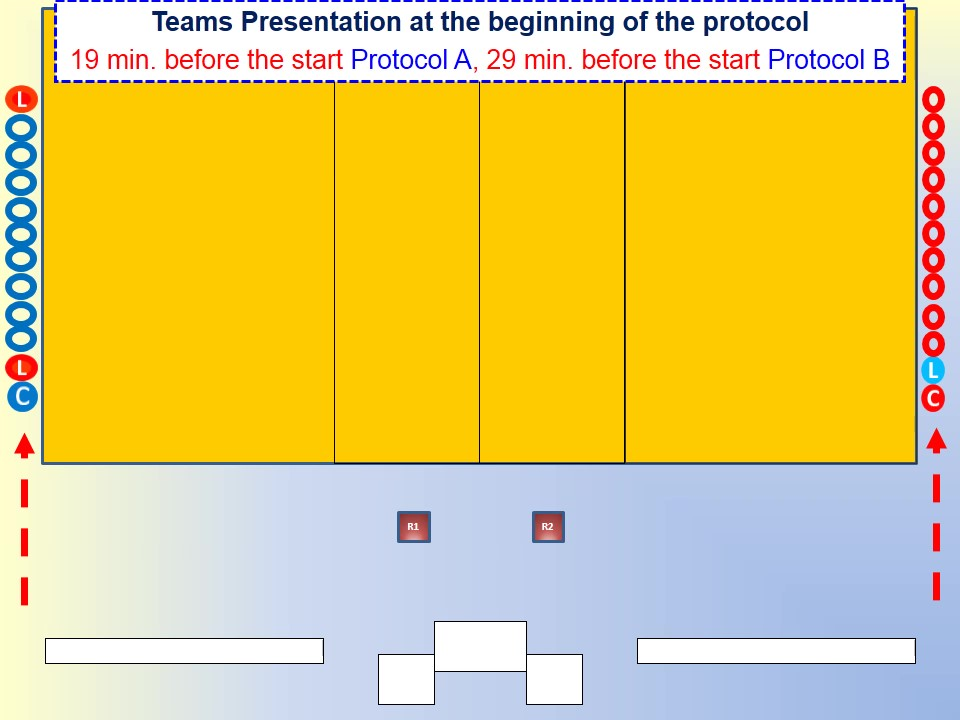 Teams Presentation at the beginning of the protocol
19 min. before the start Protocol A, 29 min. before the start Protocol B
L
L
C
L
C
R1 R2